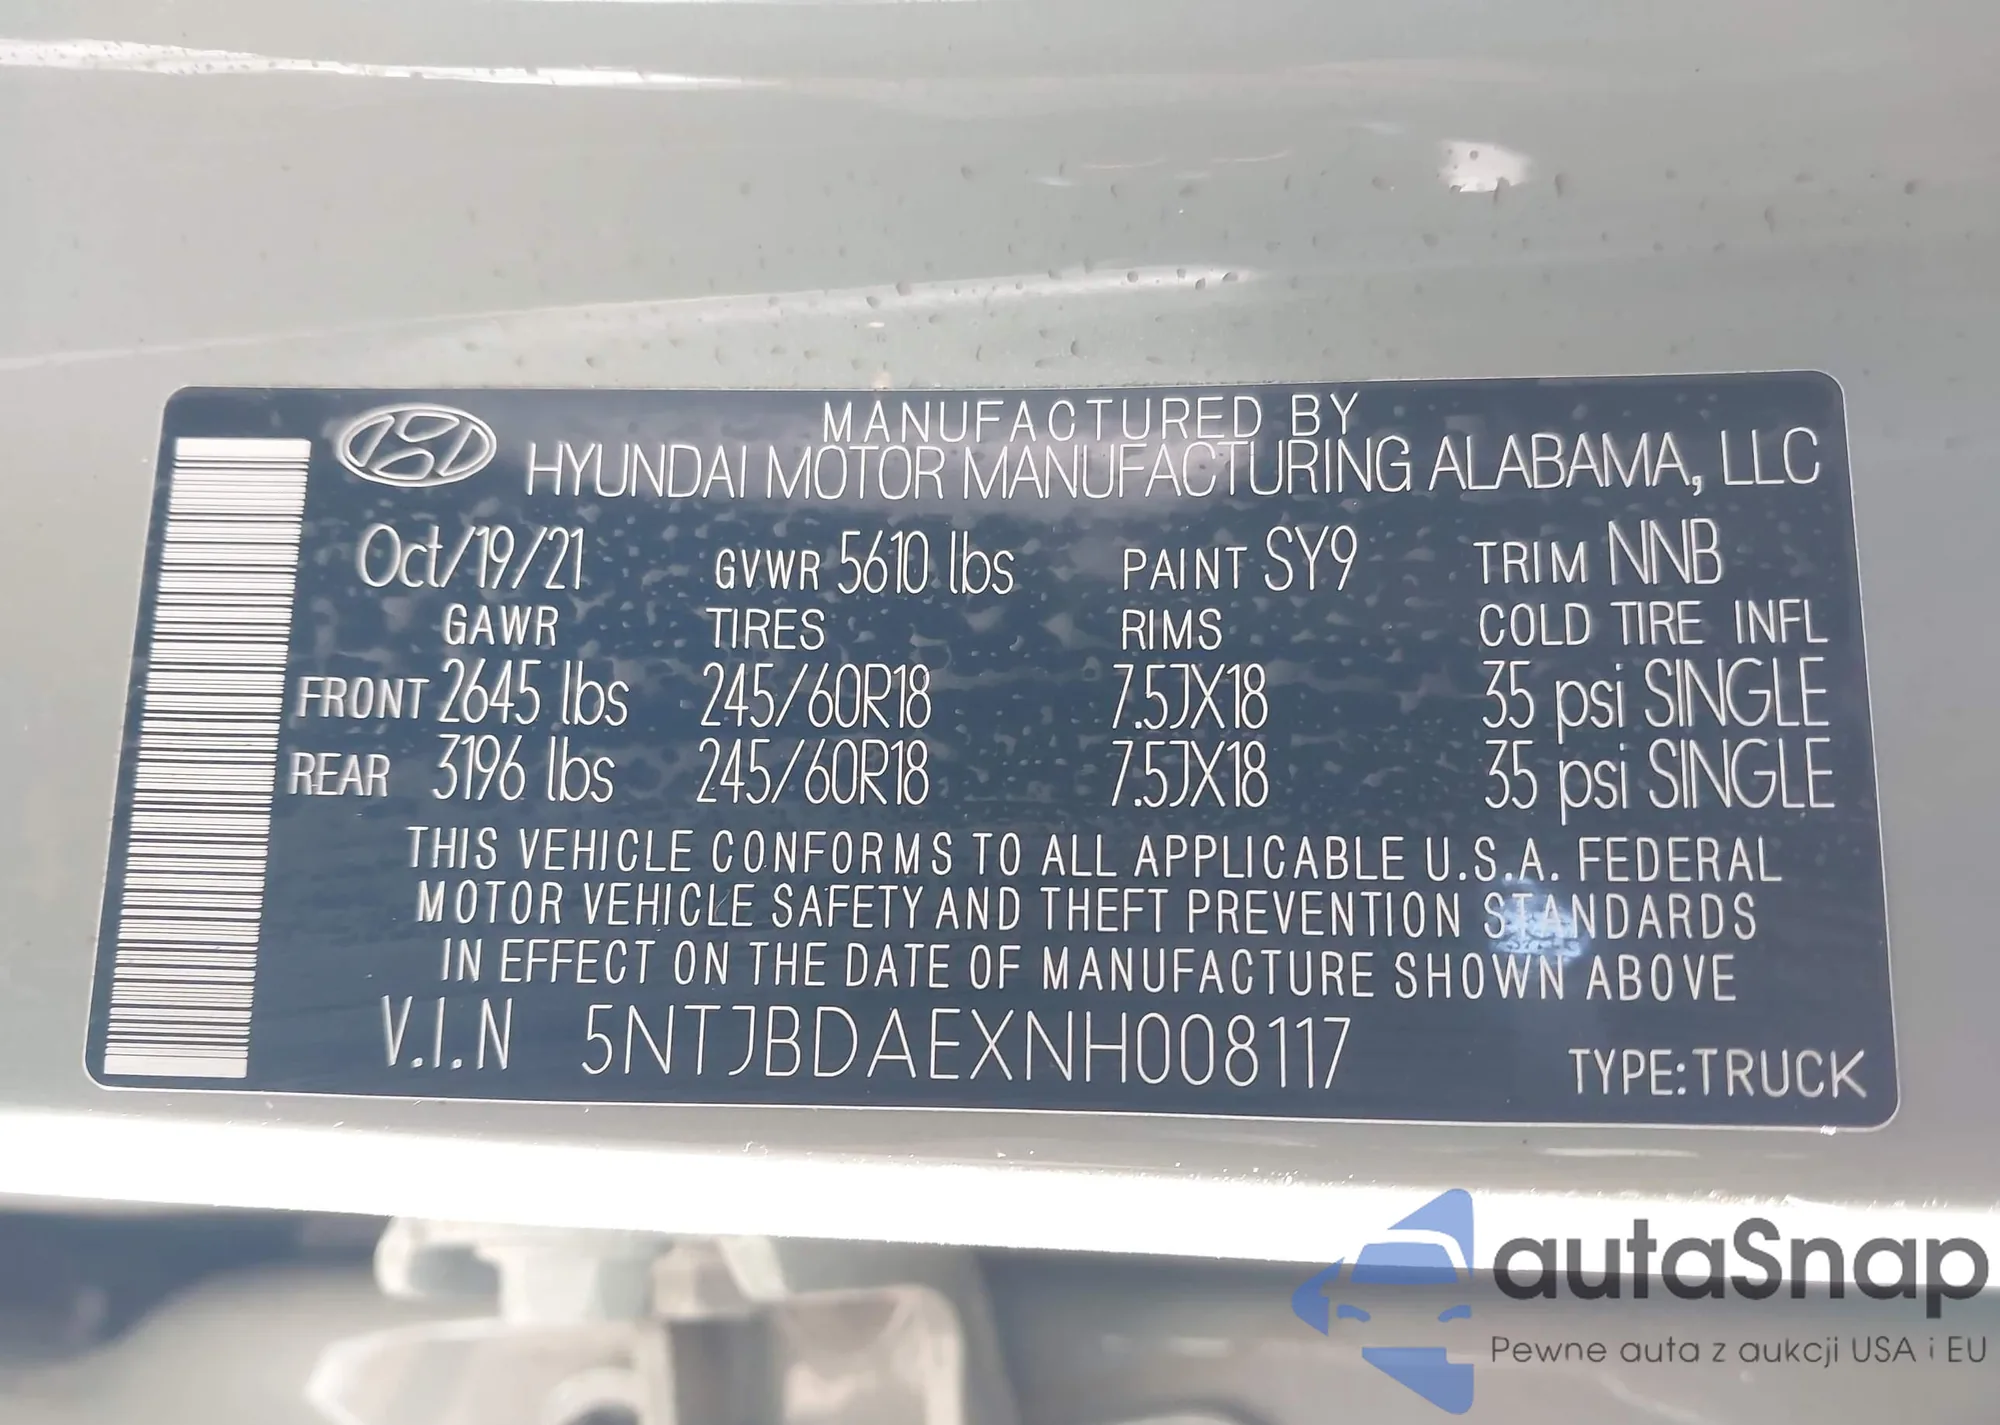 MANUFACTURED BY
HYUNDAI MOTOR MANUFACTURING ALABAMA, LLC
Oct/19/21 GVWR 5610 lbs PAINT SY9 TRIM NNB
GAWR TIRES RIMS COLD TIRE INFL
FRONT 2645 lbs 245/60R18 7.5JX18 35 psi SINGLE
REAR 3196 lbs 245/60R18 7.5JX18 35 psi SINGLE
THIS VEHICLE CONFORMS TO ALL APPLICABLE U.S.A. FEDERAL
MOTOR VEHICLE SAFETY AND THEFT PREVENTION STANDARDS
IN EFFECT ON THE DATE OF MANUFACTURE SHOWN ABOVE
V.I.N 5NTJBDAEXNH008117 TYPE:TRUCK
autaSnap
Pewne auta z aukcji USA i EU